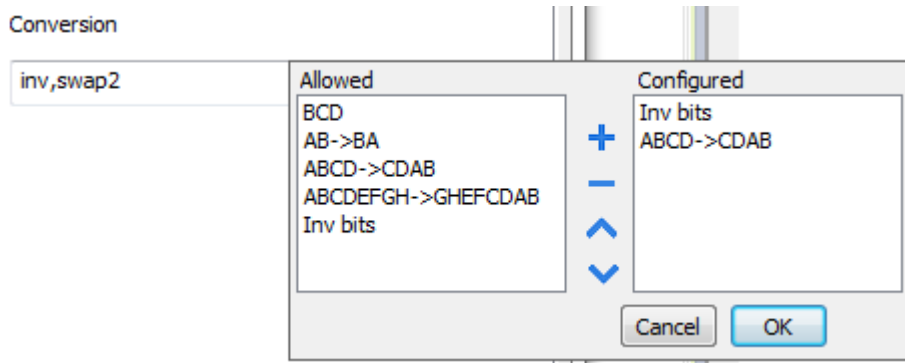 Conversion
inv,swap2
Allowed
BCD
AB->BA
ABCD->CDAB
ABCDEFGH->GHEFCDAB
Inv bits
Configured
Inv bits
ABCD->CDAB
Cancel
OK